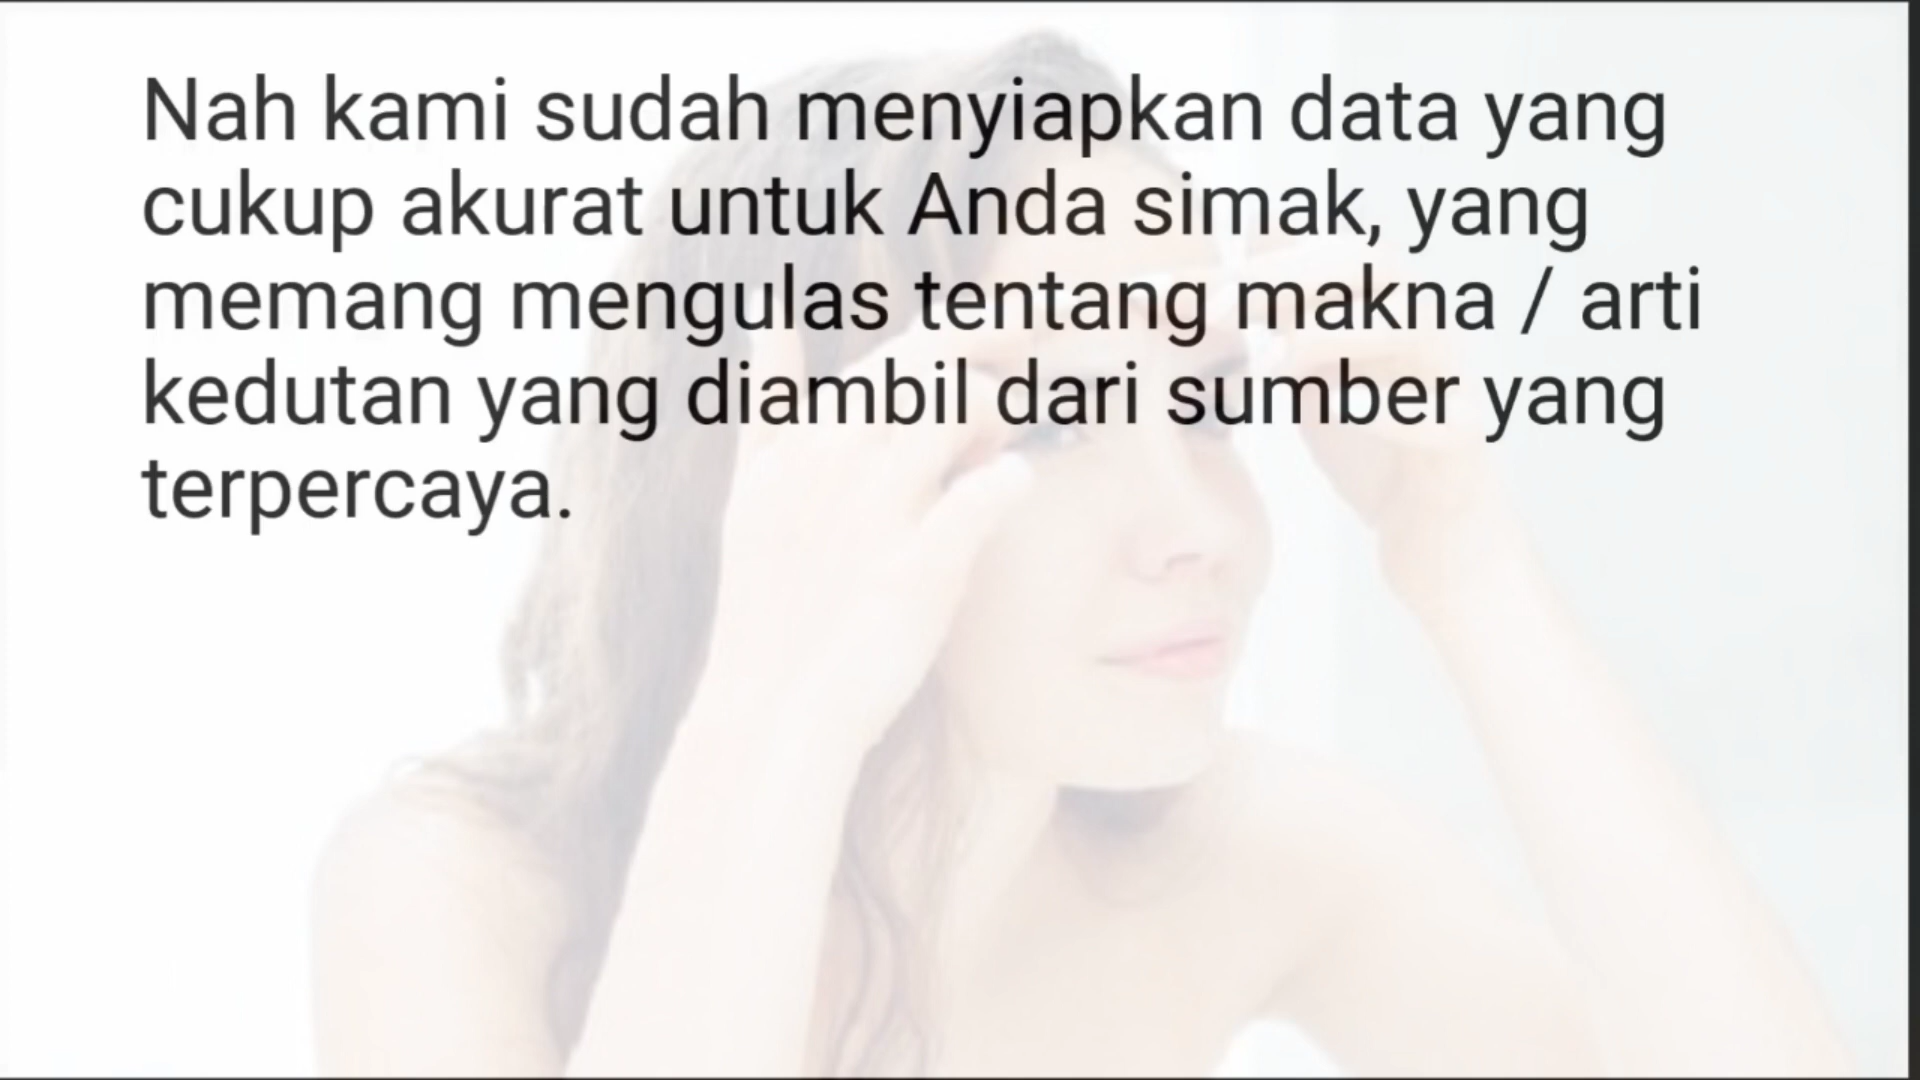 Nah kami sudah menyiapkan data yang
cukup akurat untuk Anda simak, yang
memang mengulas tentang makna / arti
kedutan yang diambil dari sumber yang
terpercaya.